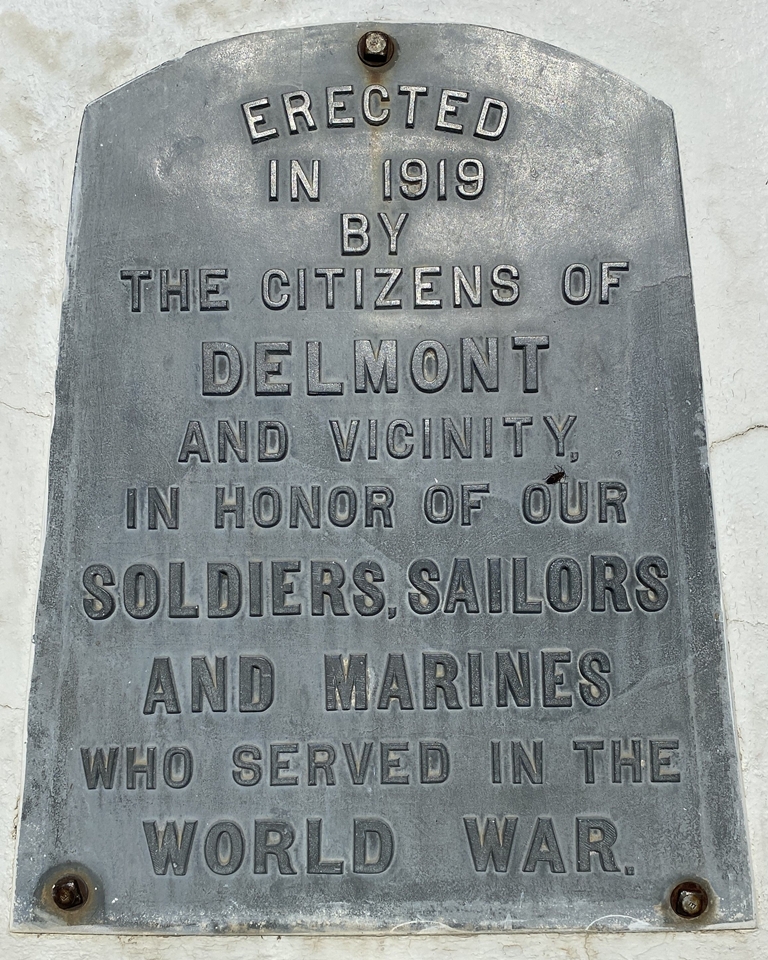 ERECTED
IN 1919
BY
THE CITIZENS OF
DELMONT
AND VICINITY,
IN HONOR OF OUR
SOLDIERS, SAILORS
AND MARINES
WHO SERVED IN THE
WORLD WAR.